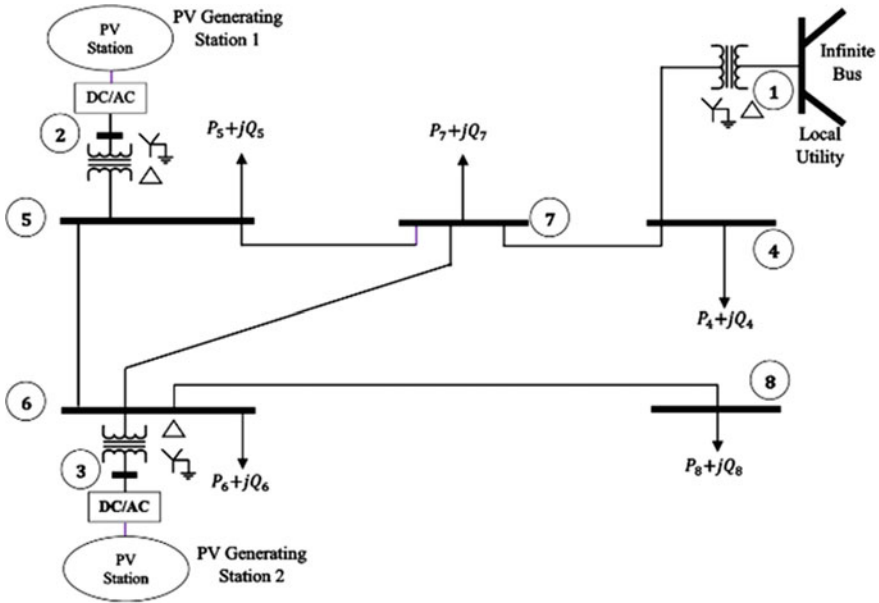 PV
Station
PV Generating
Station 1
DC/AC
2
5
P₅+jQ₅
P₇+jQ₇
7
1
Infinite
Bus
Local
Utility
4
P₄+jQ₄
6
8
3
P₆+jQ₆
P₈+jQ₈
DC/AC
PV
Station
PV Generating
Station 2